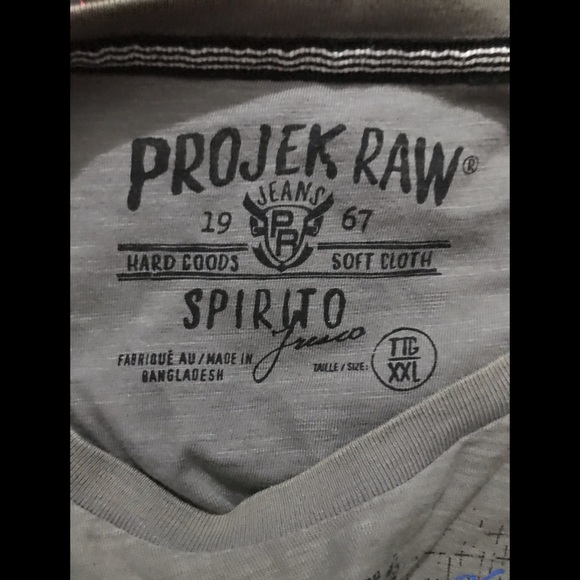 PROJEK RAW®
JEANS
19 PR 67
HARD GOODS SOFT CLOTH
SPIRITO
Fresco
FABRIQUÉ AU/MADE IN
BANGLADESH
TAILLE/SIZE:
TTG
XXL